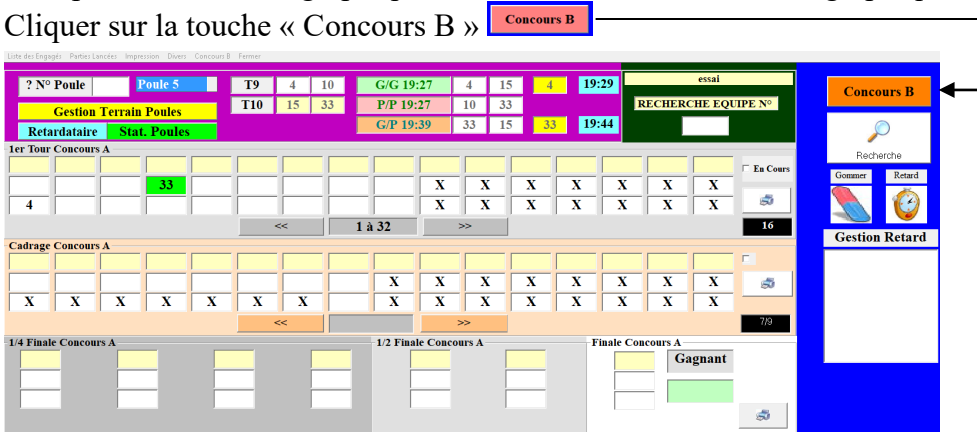 Cliquer sur la touche « Concours B » Concours B
Liste des Engagés Parties Lancées Impression Divers Concours B Fermer
? N° Poule Poule 5 T9 4 10 G/G 19:27 4 15 4 19:29 essai
Gestion Terrain Poules T10 15 33 P/P 19:27 10 33 RECHERCHE EQUIPE N°
Retardataire Stat. Poules G/P 19:39 33 15 33 19:44
Concours B
Recherche
Gommer Retard
Gestion Retard
1er Tour Concours A
En Cours
33 X X X X X X X
4 X X X X X X X
<< 1 à 32 >> 16
Cadrage Concours A
X X X X X X X X
X X X X X X X X X X X X X X X
<< >> 7/9
1/4 Finale Concours A 1/2 Finale Concours A Finale Concours A
Gagnant